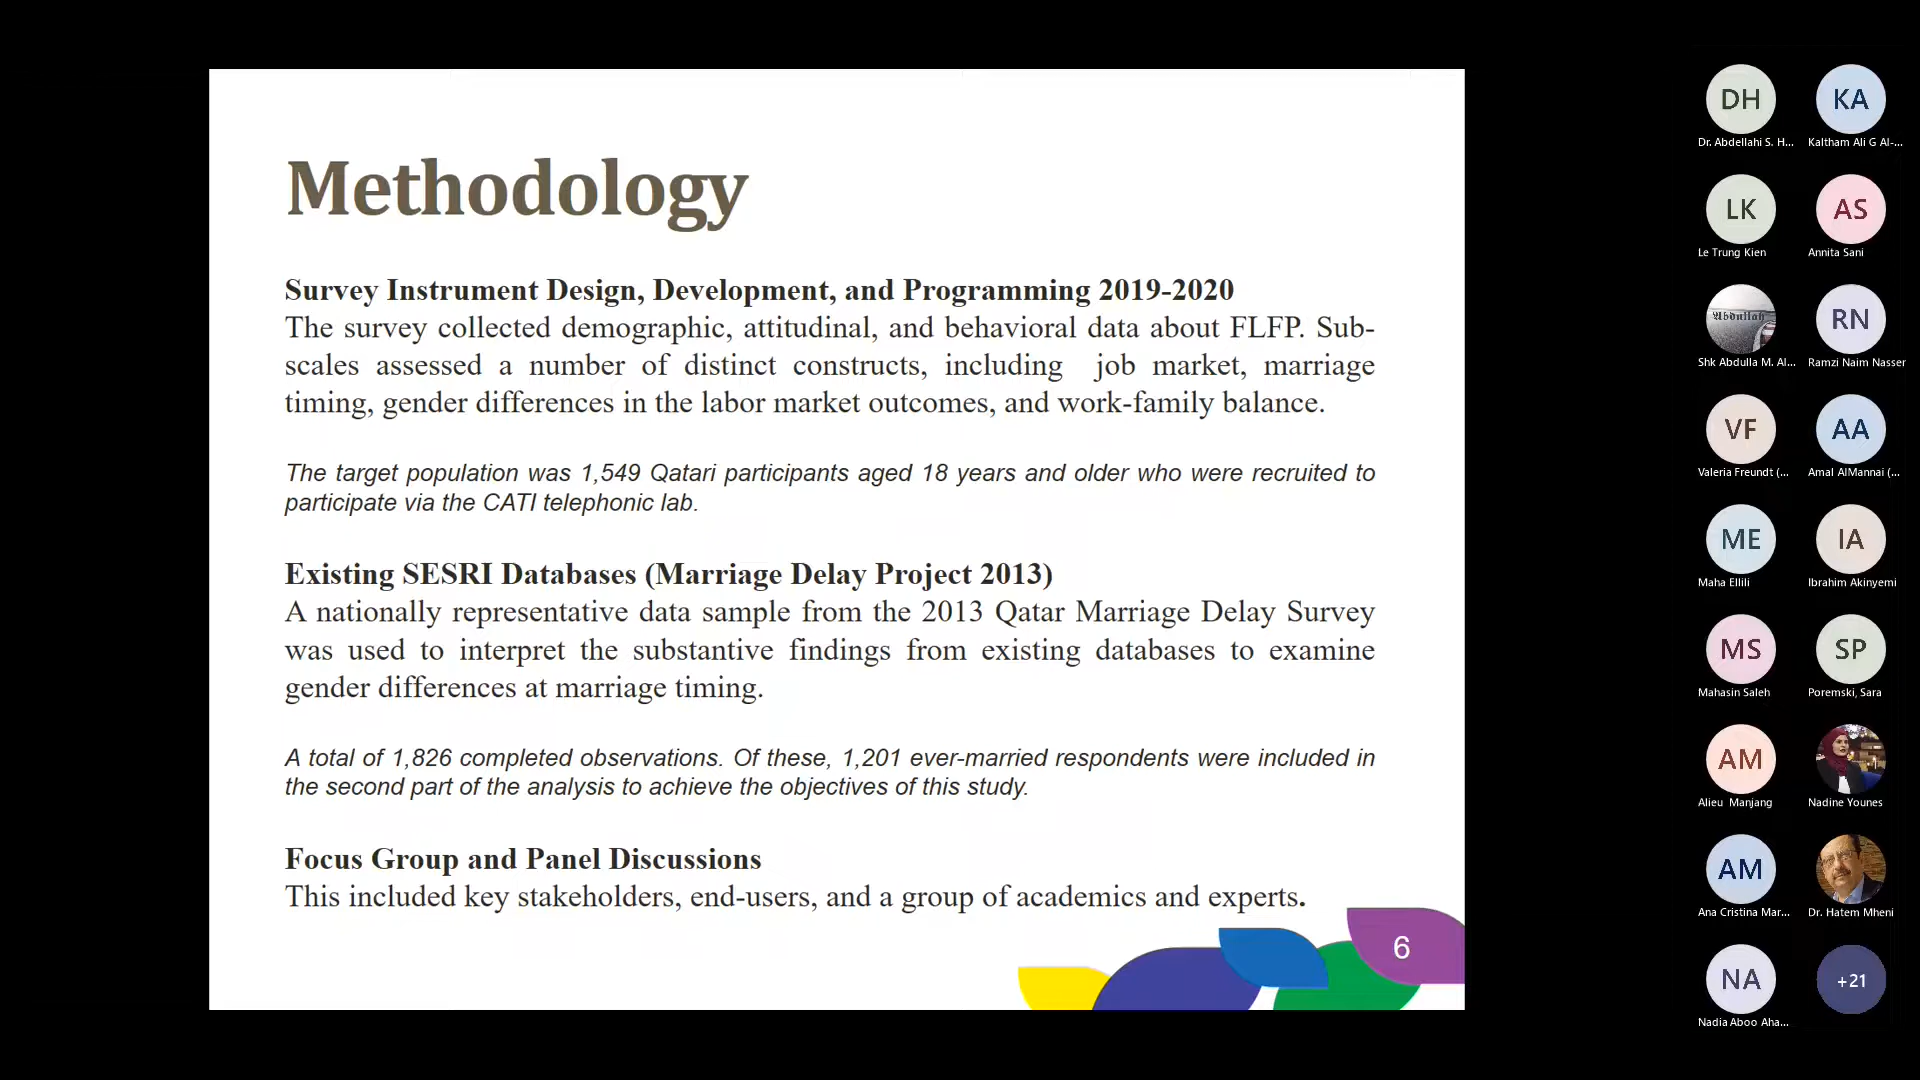 Methodology
Survey Instrument Design, Development, and Programming 2019-2020
The survey collected demographic, attitudinal, and behavioral data about FLFP. Sub-
scales assessed a number of distinct constructs, including job market, marriage
timing, gender differences in the labor market outcomes, and work-family balance.
The target population was 1,549 Qatari participants aged 18 years and older who were recruited to
participate via the CATI telephonic lab.
Existing SESRI Databases (Marriage Delay Project 2013)
A nationally representative data sample from the 2013 Qatar Marriage Delay Survey
was used to interpret the substantive findings from existing databases to examine
gender differences at marriage timing.
A total of 1,826 completed observations. Of these, 1,201 ever-married respondents were included in
the second part of the analysis to achieve the objectives of this study.
Focus Group and Panel Discussions
This included key stakeholders, end-users, and a group of academics and experts.
6
DH
KA
Dr. Abdellahi S. H...
Kaltham Ali G Al-...
LK
AS
Le Trung Kien
Annita Sani
Abdullah
RN
Shk Abdulla M. Al...
Ramzi Naim Nasser
VF
AA
Valeria Freundt (...
Amal AlMannai (...
ME
IA
Maha Ellili
Ibrahim Akinyemi
MS
SP
Mahasin Saleh
Poremski, Sara
AM
Alieu Manjang
Nadine Younes
AM
Ana Cristina Mar...
Dr. Hatem Mheni
NA
+21
Nadia Aboo Aha...